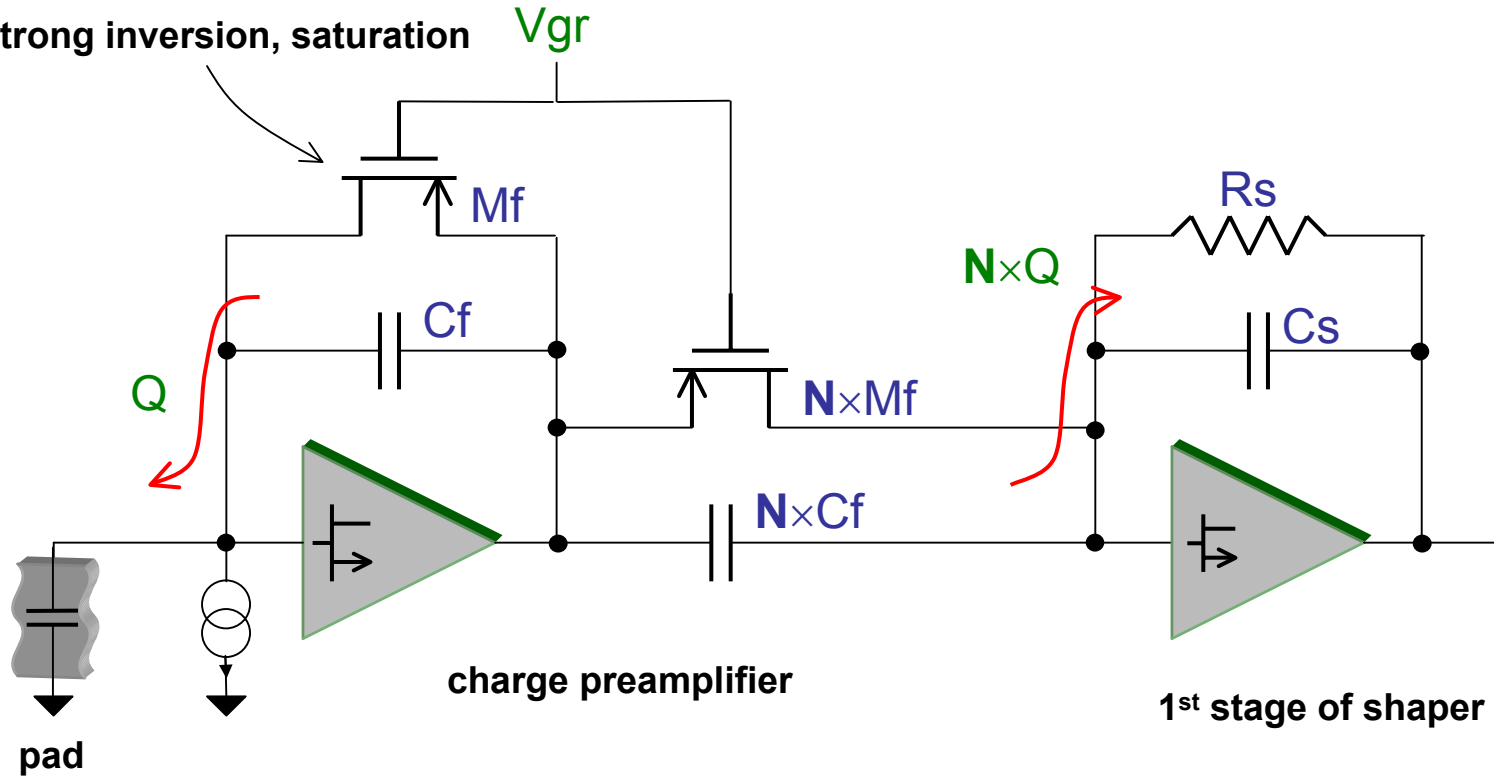 trong inversion, saturation
Vgr
Mf
Rs
N×Q
Cf
Cs
Q
N×Mf
N×Cf
charge preamplifier
1st stage of shaper
pad